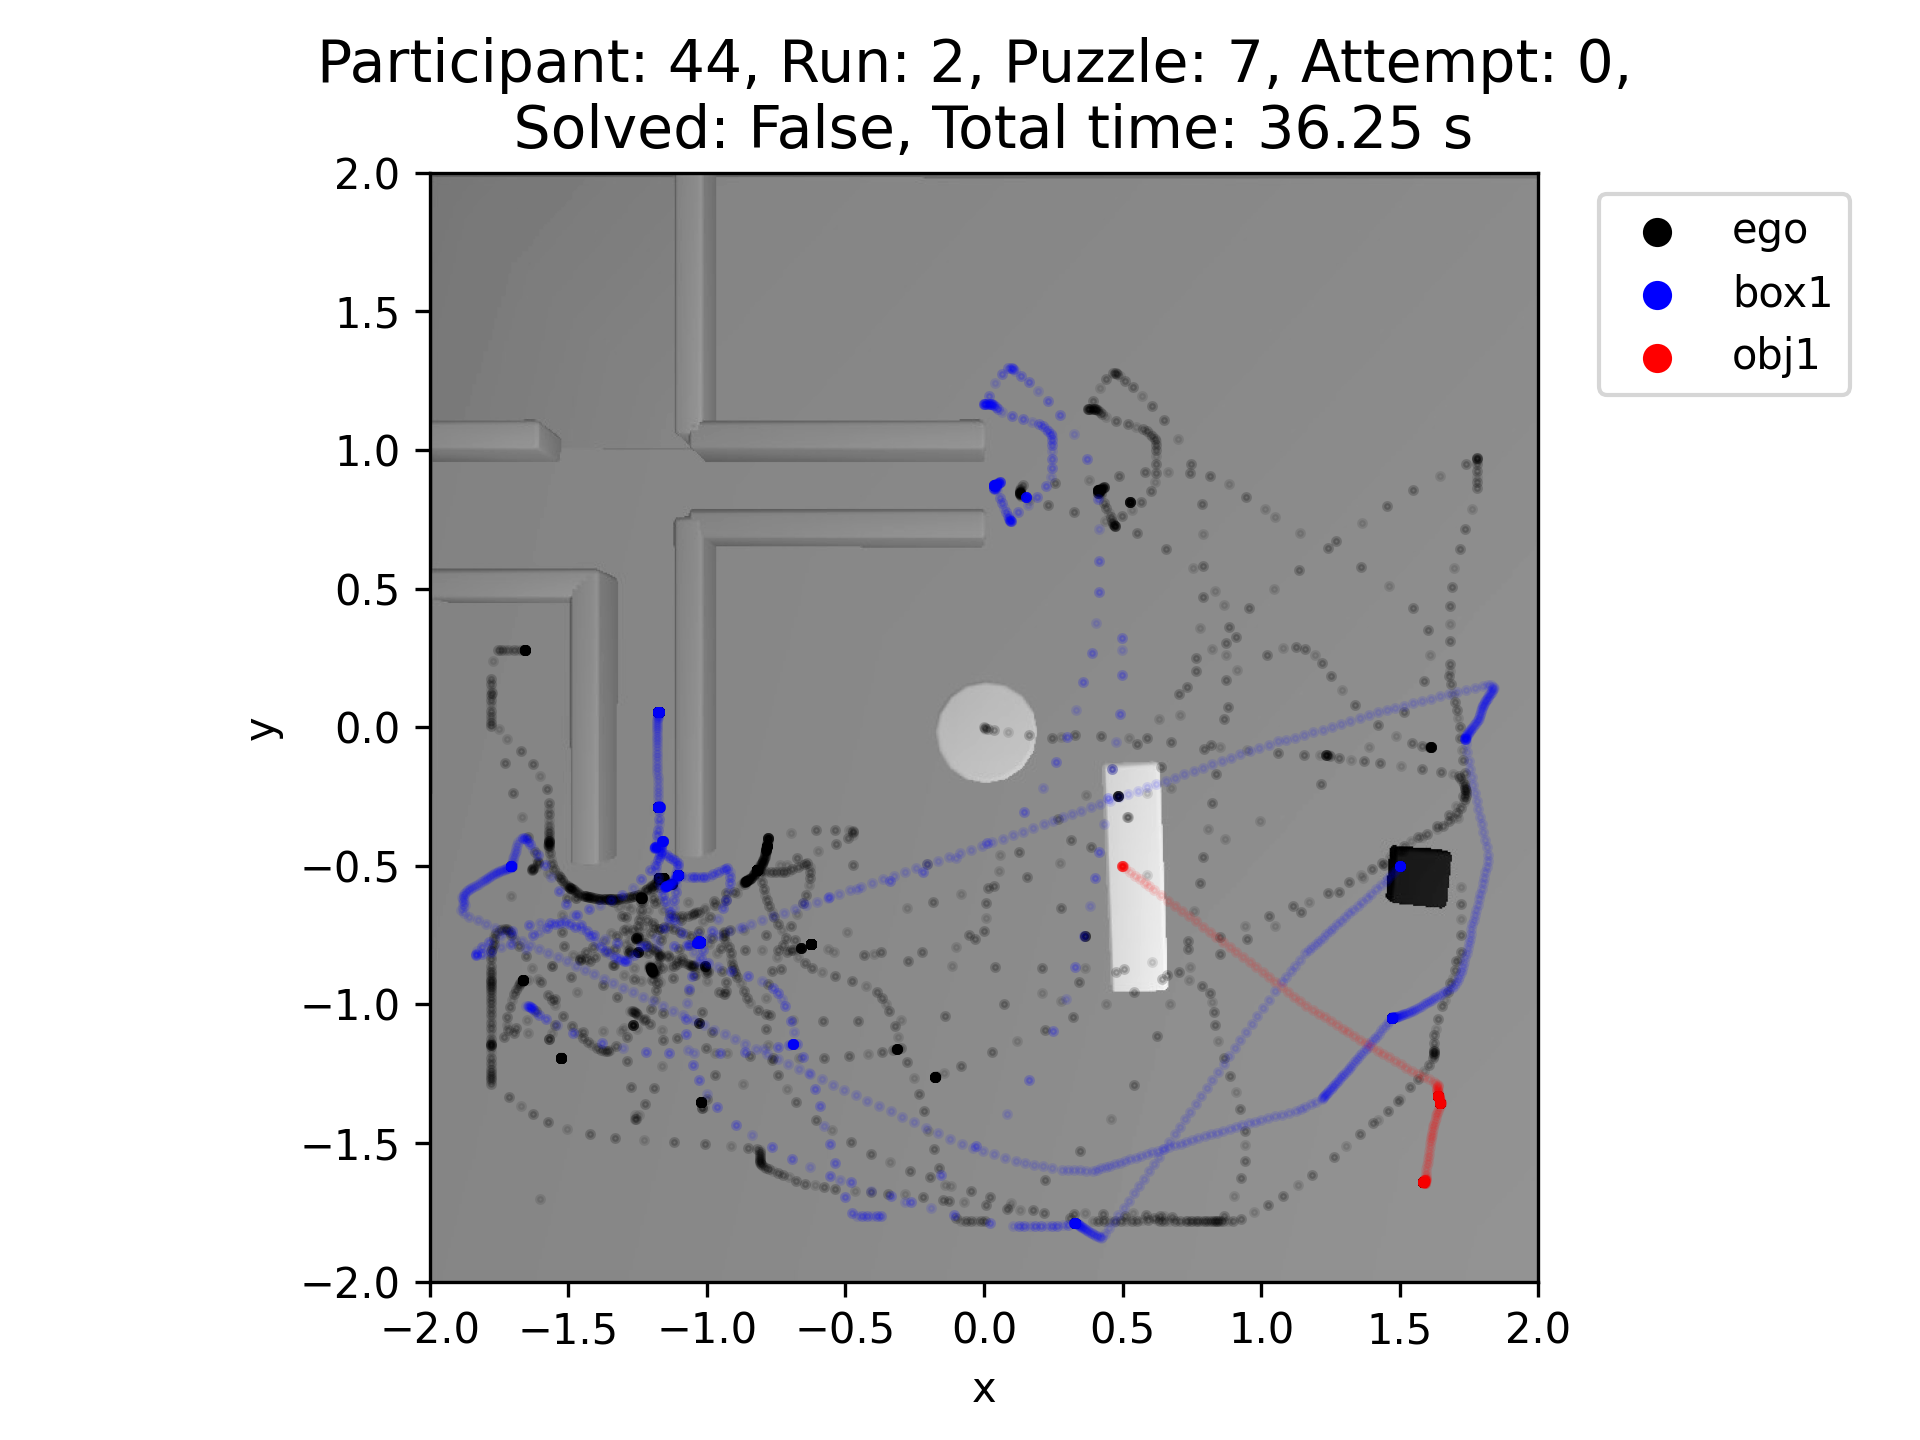 Participant: 44, Run: 2, Puzzle: 7, Attempt: 0,
Solved: False, Total time: 36.25 s
ego
box1
obj1
2.0
1.5
1.0
0.5
0.0
−0.5
−1.0
−1.5
−2.0
y
−2.0 −1.5 −1.0 −0.5 0.0 0.5 1.0 1.5 2.0
x